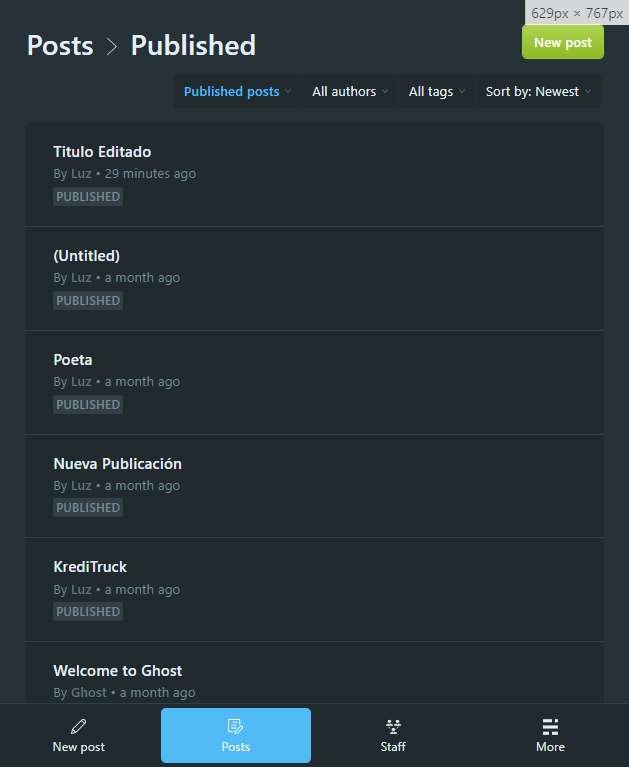 629px × 767px
Posts > Published
New post
Published posts
All authors
All tags
Sort by: Newest
Titulo Editado
By Luz • 29 minutes ago
PUBLISHED
(Untitled)
By Luz • a month ago
PUBLISHED
Poeta
By Luz • a month ago
PUBLISHED
Nueva Publicación
By Luz • a month ago
PUBLISHED
KrediTruck
By Luz • a month ago
PUBLISHED
Welcome to Ghost
By Ghost • a month ago
New post
Posts
Staff
More